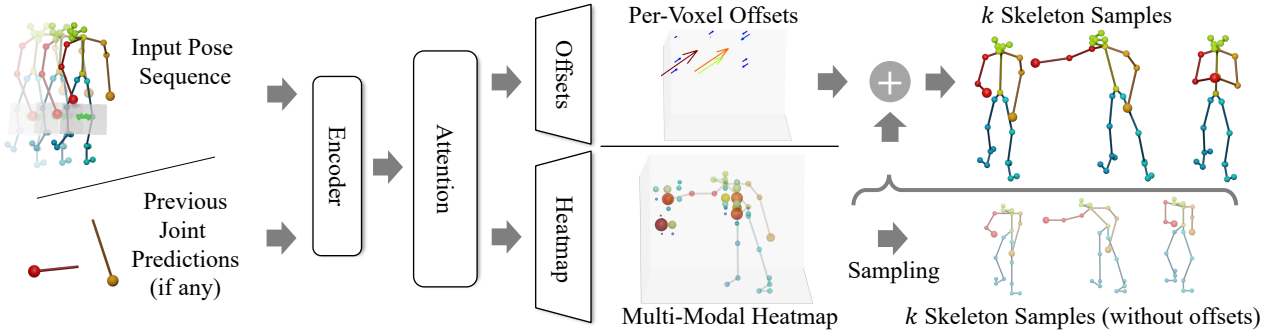 Input Pose
Sequence
Previous
Joint
Predictions
(if any)
Encoder
Attention
Offsets
Heatmap
Per-Voxel Offsets
Multi-Modal Heatmap
+
Sampling
k Skeleton Samples
k Skeleton Samples (without offsets)